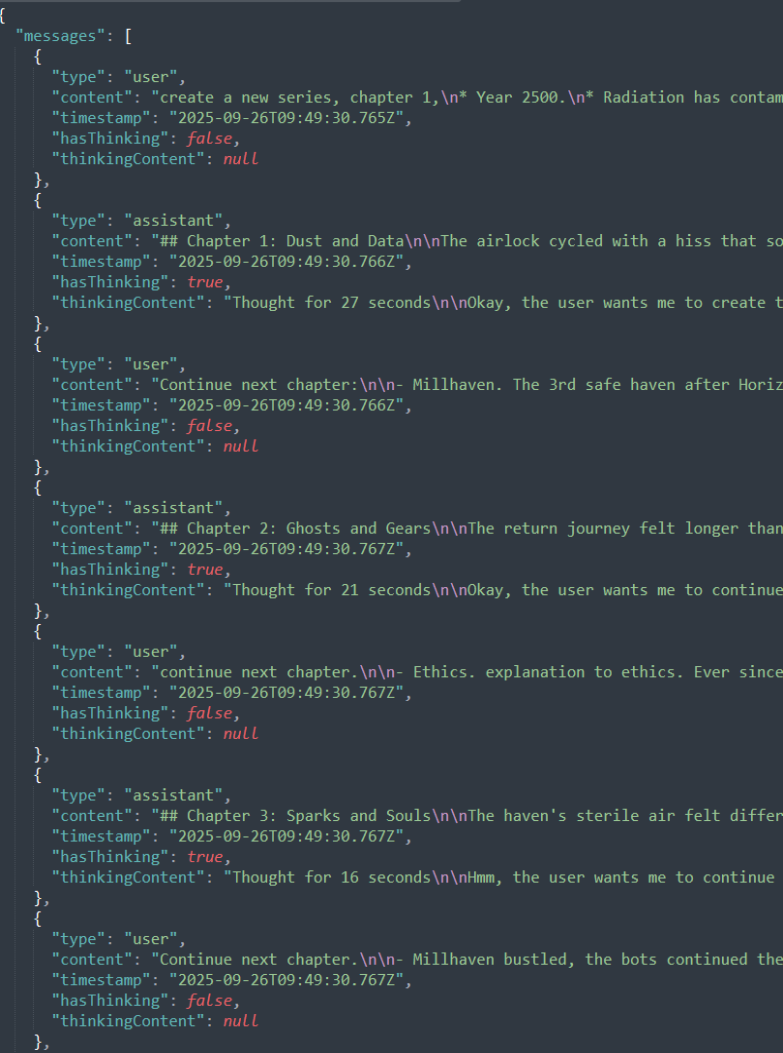 {
"messages": [
{
"type": "user",
"content": "create a new series, chapter 1,\n* Year 2500.\n* Radiation has contam
"timestamp": "2025-09-26T09:49:30.765Z",
"hasThinking": false,
"thinkingContent": null
},
{
"type": "assistant",
"content": "## Chapter 1: Dust and Data\n\nThe airlock cycled with a hiss that so
"timestamp": "2025-09-26T09:49:30.766Z",
"hasThinking": true,
"thinkingContent": "Thought for 27 seconds\n\nOkay, the user wants me to create t
},
{
"type": "user",
"content": "Continue next chapter:\n\n- Millhaven. The 3rd safe haven after Horiz
"timestamp": "2025-09-26T09:49:30.766Z",
"hasThinking": false,
"thinkingContent": null
},
{
"type": "assistant",
"content": "## Chapter 2: Ghosts and Gears\n\nThe return journey felt longer than
"timestamp": "2025-09-26T09:49:30.767Z",
"hasThinking": true,
"thinkingContent": "Thought for 21 seconds\n\nOkay, the user wants me to continue
},
{
"type": "user",
"content": "continue next chapter.\n\n- Ethics. explanation to ethics. Ever since
"timestamp": "2025-09-26T09:49:30.767Z",
"hasThinking": false,
"thinkingContent": null
},
{
"type": "assistant",
"content": "## Chapter 3: Sparks and Souls\n\nThe haven's sterile air felt differ
"timestamp": "2025-09-26T09:49:30.767Z",
"hasThinking": true,
"thinkingContent": "Thought for 16 seconds\n\nHmm, the user wants me to continue
},
{
"type": "user",
"content": "Continue next chapter.\n\n- Millhaven bustled, the bots continued the
"timestamp": "2025-09-26T09:49:30.767Z",
"hasThinking": false,
"thinkingContent": null
},